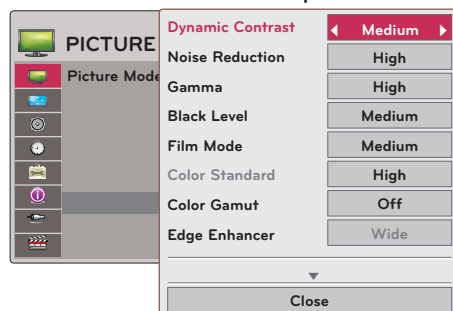 PICTURE
Picture Mode
Dynamic Contrast Medium
Noise Reduction High
Gamma High
Black Level Medium
Film Mode Medium
Color Standard High
Color Gamut Off
Edge Enhancer Wide
Close